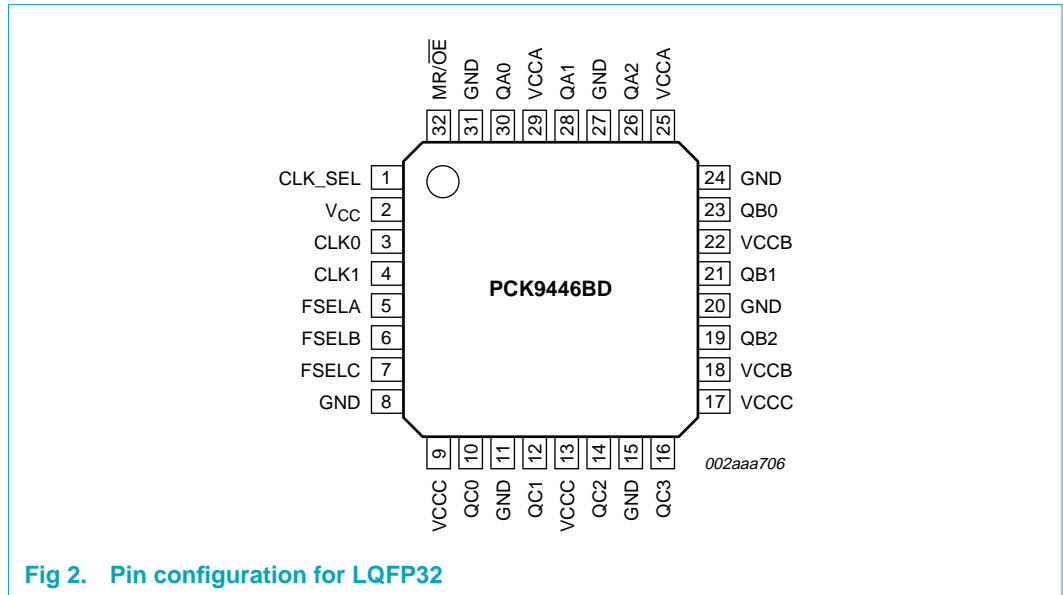 MR/OE GND QA0 VCCA QA1 GND QA2 VCCA
32 31 30 29 28 27 26 25
CLK_SEL 1 24 GND
VCC 2 23 QB0
CLK0 3 22 VCCB
CLK1 4 21 QB1
PCK9446BD
FSELA 5 20 GND
FSELB 6 19 QB2
FSELC 7 18 VCCB
GND 8 17 VCCC
9 10 11 12 13 14 15 16
002aaa706
VCCC QC0 GND QC1 VCCC QC2 GND QC3
Fig 2. Pin configuration for LQFP32